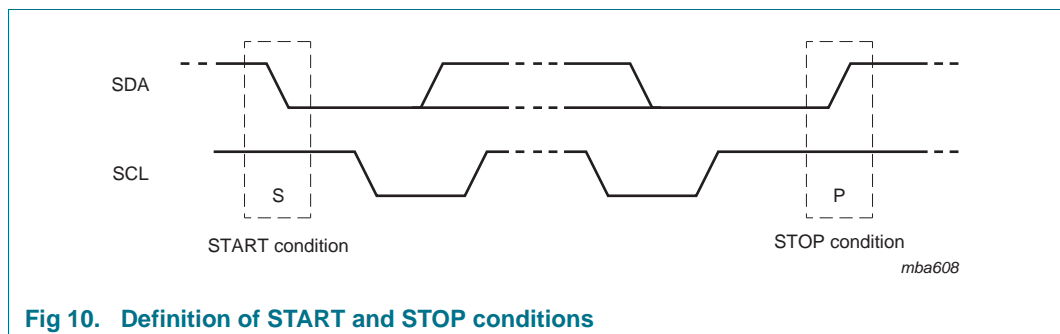 SDA
SCL
S
P
START condition
STOP condition
mba608
Fig 10. Definition of START and STOP conditions